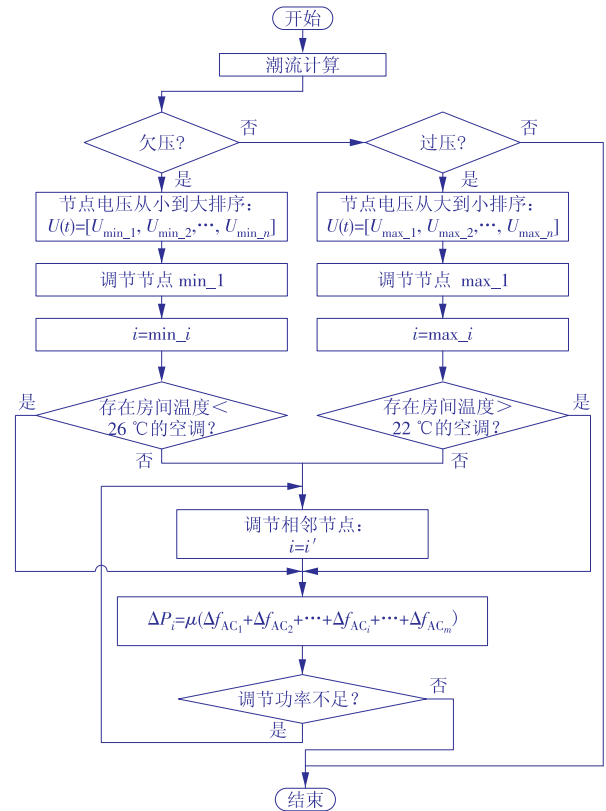 开始
潮流计算
欠压?
否
过压?
否
是
是
节点电压从小到大排序:
U(t)=[U_min_1, U_min_2,…, U_min_n]
节点电压从大到小排序:
U(t)=[U_max_1, U_max_2,…, U_max_n]
调节节点 min_1
调节节点 max_1
i=min_i
i=max_i
是
存在房间温度<
26 ℃的空调?
否
存在房间温度>
22 ℃的空调?
是
否
调节相邻节点:
i=i′
ΔP_i=μ(Δf_AC_1+Δf_AC_2+…+Δf_AC_i+…+Δf_AC_m)
调节功率不足?
否
是
结束